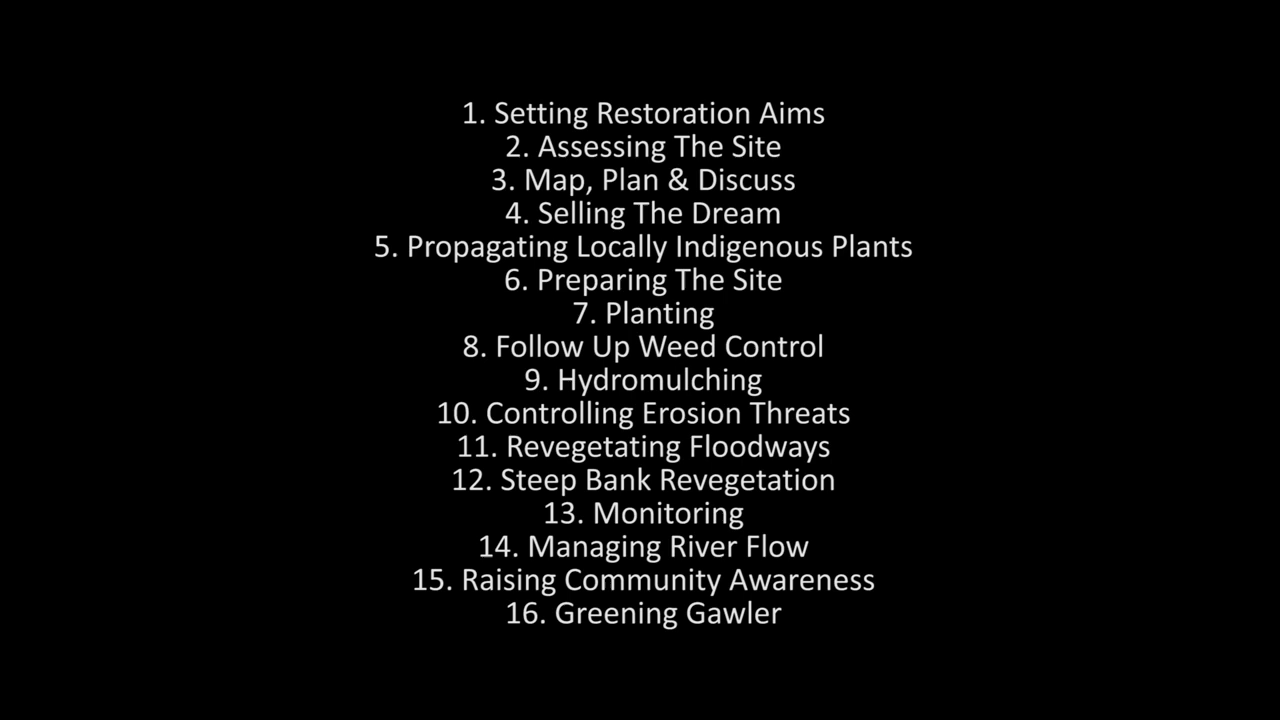 1. Setting Restoration Aims
2. Assessing The Site
3. Map, Plan & Discuss
4. Selling The Dream
5. Propagating Locally Indigenous Plants
6. Preparing The Site
7. Planting
8. Follow Up Weed Control
9. Hydromulching
10. Controlling Erosion Threats
11. Revegetating Floodways
12. Steep Bank Revegetation
13. Monitoring
14. Managing River Flow
15. Raising Community Awareness
16. Greening Gawler